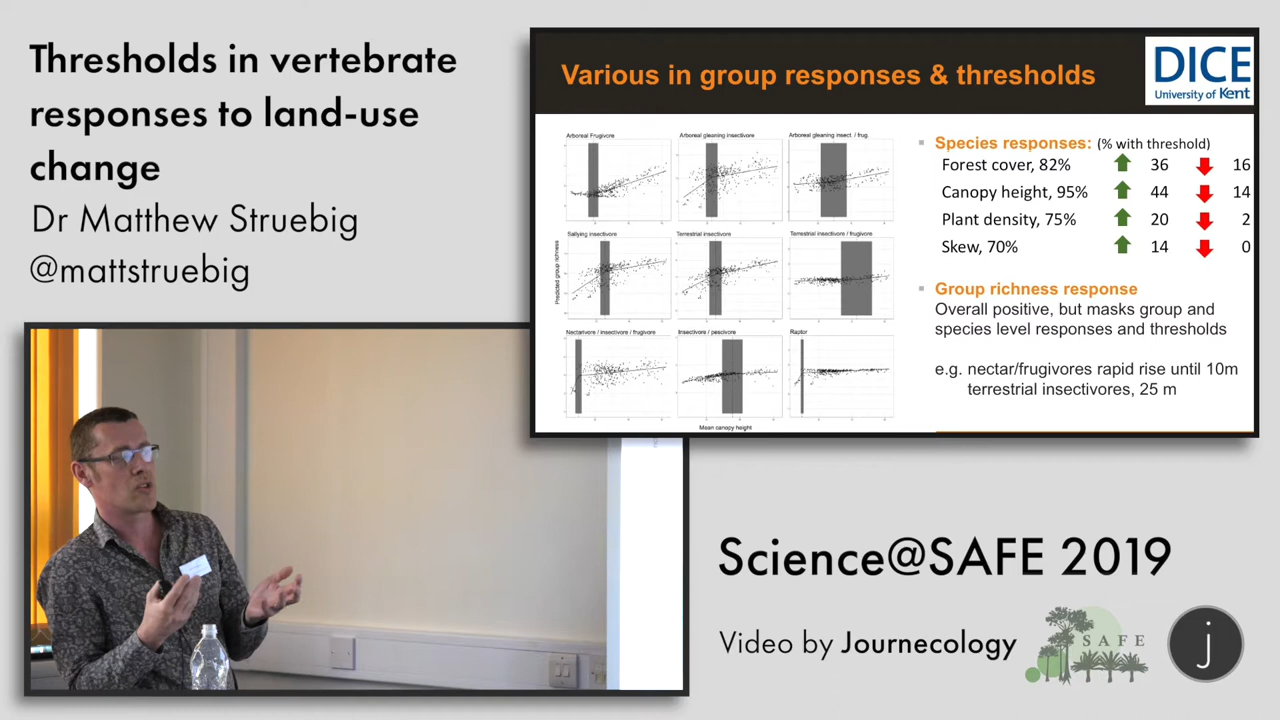 Thresholds in vertebrate
responses to land-use
change
Dr Matthew Struebig
@mattstruebig
Various in group responses & thresholds
DICE
University of Kent
Arboreal Frugivore
Arboreal gleaning insectivore
Arboreal gleaning insect. / frug.
Sallying insectivore
Terrestrial insectivore
Terrestrial insectivore / frugivore
Nectarivore / insectivore / frugivore
Insectivore / piscivore
Raptor
Predicted group richness
Mean canopy height
Species responses: (% with threshold)
Forest cover, 82% 36 16
Canopy height, 95% 44 14
Plant density, 75% 20 2
Skew, 70% 14 0
Group richness response
Overall positive, but masks group and
species level responses and thresholds
e.g. nectar/frugivores rapid rise until 10m
terrestrial insectivores, 25 m
Science@SAFE 2019
Video by Journecology
SAFE
j